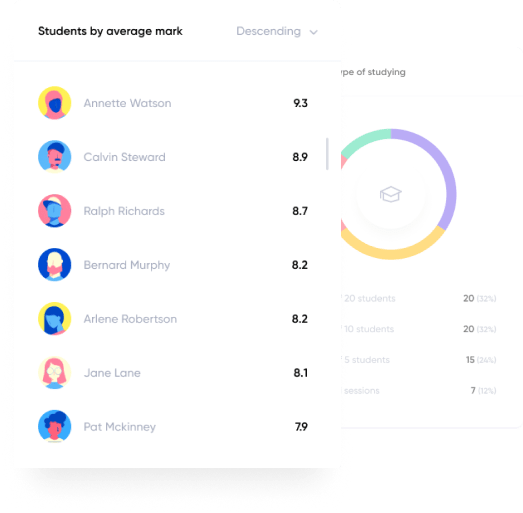 Students by average mark
Descending
Annette Watson 9.3
Calvin Steward 8.9
Ralph Richards 8.7
Bernard Murphy 8.2
Arlene Robertson 8.2
Jane Lane 8.1
Pat Mckinney 7.9
of studying
20 students 20 (32%)
10 students 20 (32%)
5 students 15 (24%)
sessions 7 (12%)